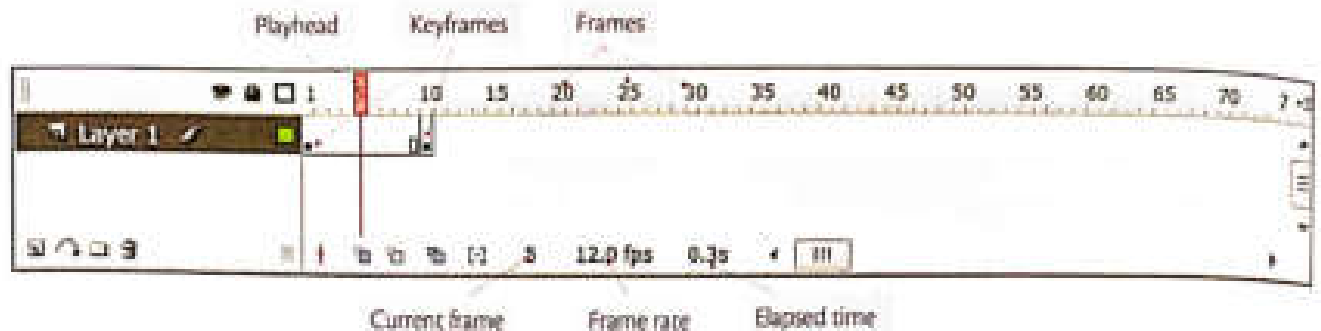 Playhead Keyframes Frames
1 10 15 20 25 30 35 40 45 50 55 60 65 70 7
Layer 1
12.0 fps 0.3s
Current frame Frame rate Elapsed time